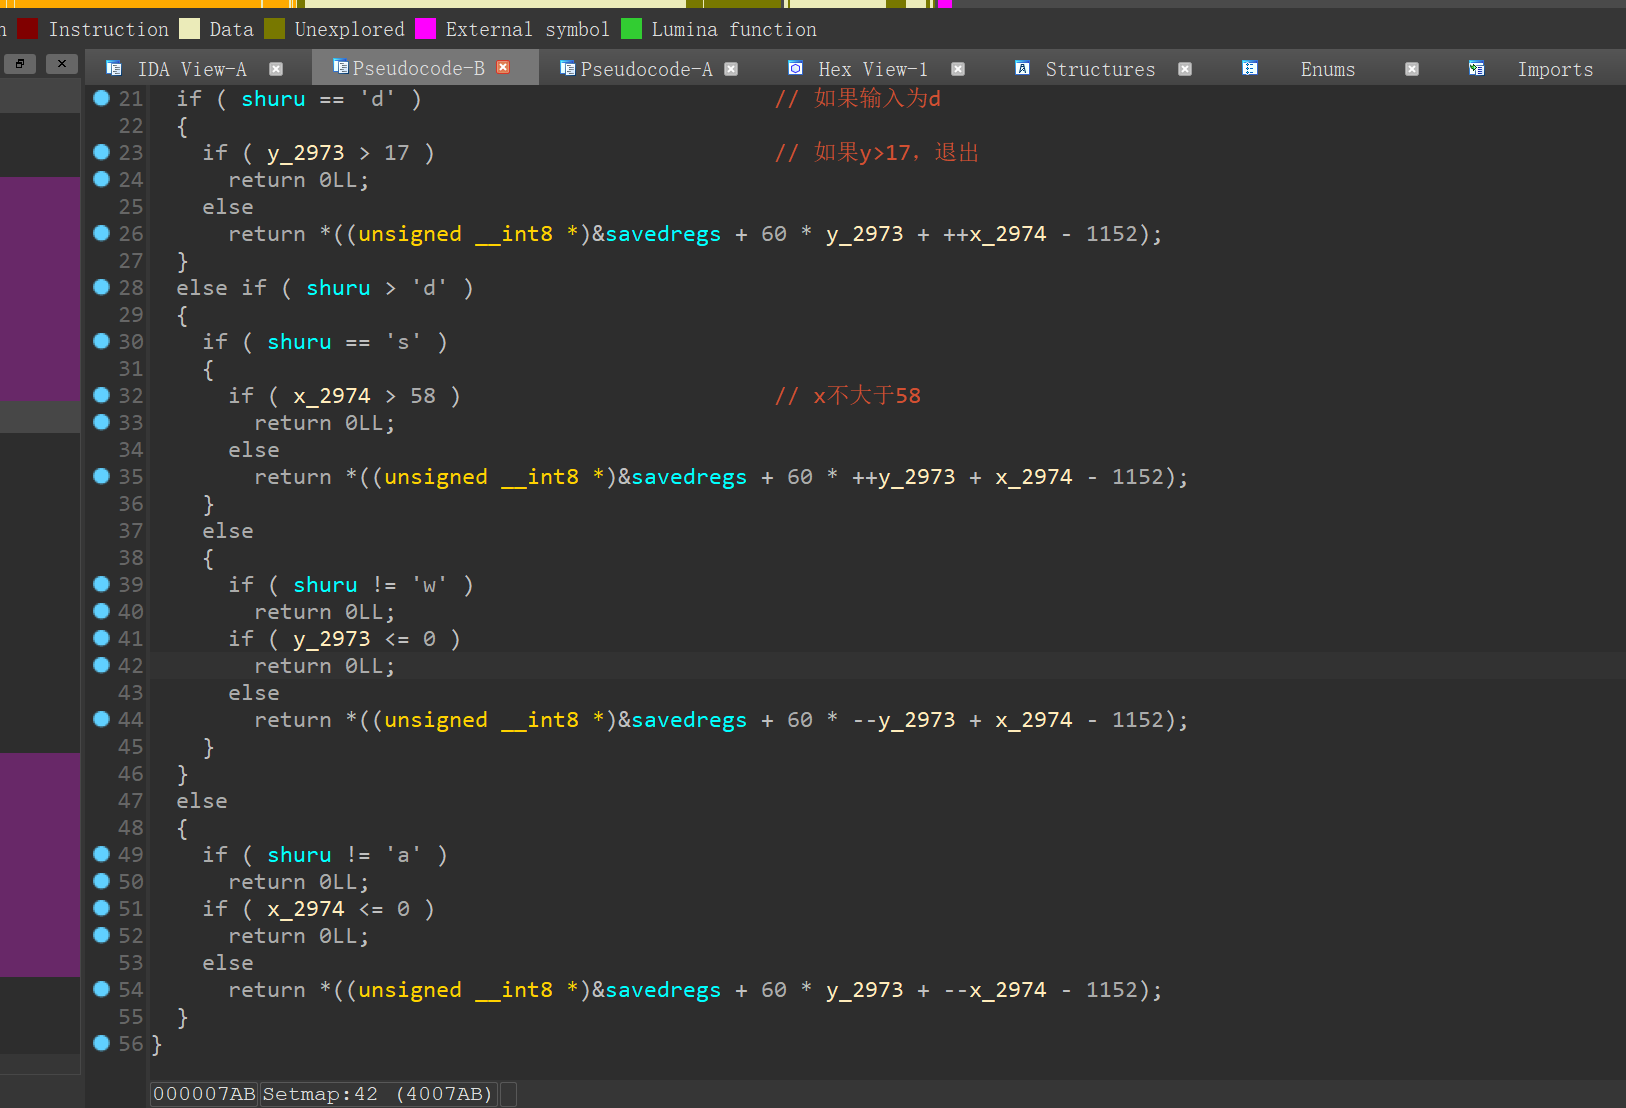 n Instruction Data Unexplored External symbol Lumina function
IDA View-A Pseudocode-B Pseudocode-A Hex View-1 Structures Enums Imports
21 if ( shuru == 'd' ) // 如果输入为d
22 {
23 if ( y_2973 > 17 ) // 如果y>17, 退出
24 return 0LL;
25 else
26 return *((unsigned __int8 *)&savedregs + 60 * y_2973 + ++x_2974 - 1152);
27 }
28 else if ( shuru > 'd' )
29 {
30 if ( shuru == 's' )
31 {
32 if ( x_2974 > 58 ) // x不大于58
33 return 0LL;
34 else
35 return *((unsigned __int8 *)&savedregs + 60 * ++y_2973 + x_2974 - 1152);
36 }
37 else
38 {
39 if ( shuru != 'w' )
40 return 0LL;
41 if ( y_2973 <= 0 )
42 return 0LL;
43 else
44 return *((unsigned __int8 *)&savedregs + 60 * --y_2973 + x_2974 - 1152);
45 }
46 }
47 else
48 {
49 if ( shuru != 'a' )
50 return 0LL;
51 if ( x_2974 <= 0 )
52 return 0LL;
53 else
54 return *((unsigned __int8 *)&savedregs + 60 * y_2973 + --x_2974 - 1152);
55 }
56 }
000007AB Setmap:42 (4007AB)